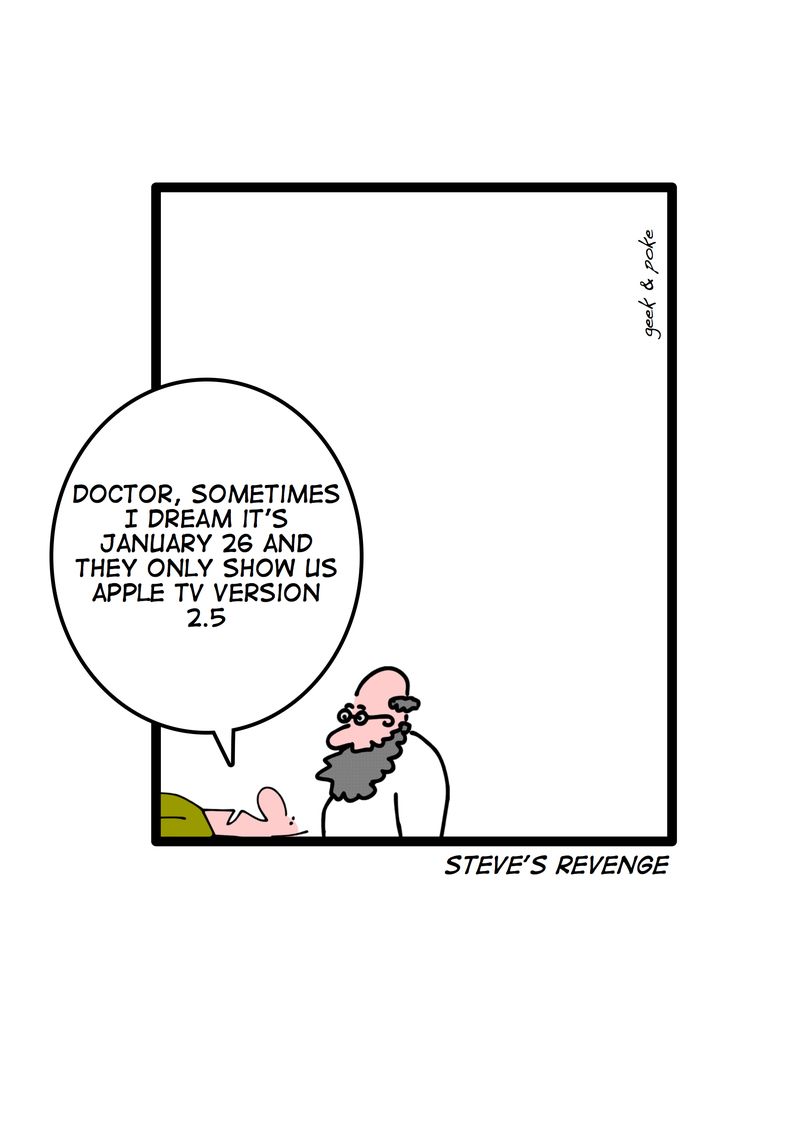 geek & poke
DOCTOR, SOMETIMES
I DREAM IT'S
JANUARY 26 AND
THEY ONLY SHOW US
APPLE TV VERSION
2.5
STEVE'S REVENGE